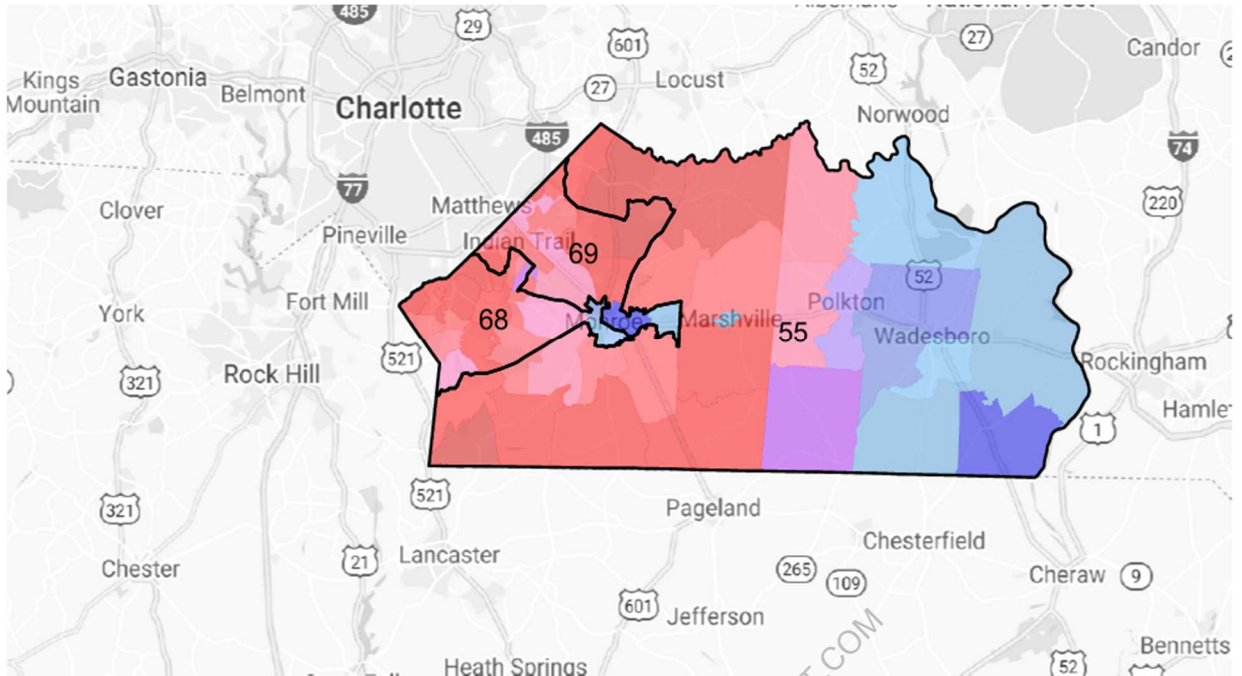 485
29
601
27
Candor
Kings
Mountain
Gastonia
Belmont
Charlotte
Locust
27
52
Norwood
485
74
77
Clover
Matthews
Pineville
Indian Trail
69
220
52
Fort Mill
York
68
Monroe
Marshville
Polkton
55
Wadesboro
521
Rock Hill
321
Rockingham
1
Hamlet
521
321
Pageland
Chesterfield
Lancaster
21
Chester
265
109
Cheraw
9
601
Jefferson
T.COM
Bennetts
Heath Springs
52